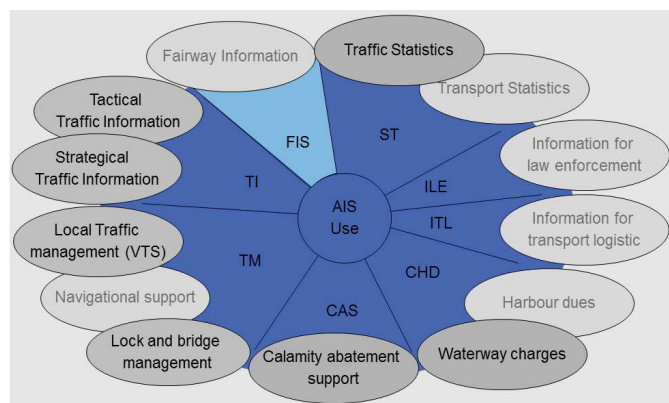 Fairway Information
Traffic Statistics
Transport Statistics
Tactical
Traffic Information
Strategical
Traffic Information
Information for
law enforcement
Information for
transport logistic
Local Traffic
management (VTS)
Navigational support
Lock and bridge
management
Calamity abatement
support
Waterway charges
Harbour dues
FIS
ST
ILE
ITL
CHD
CAS
TM
TI
AIS
Use